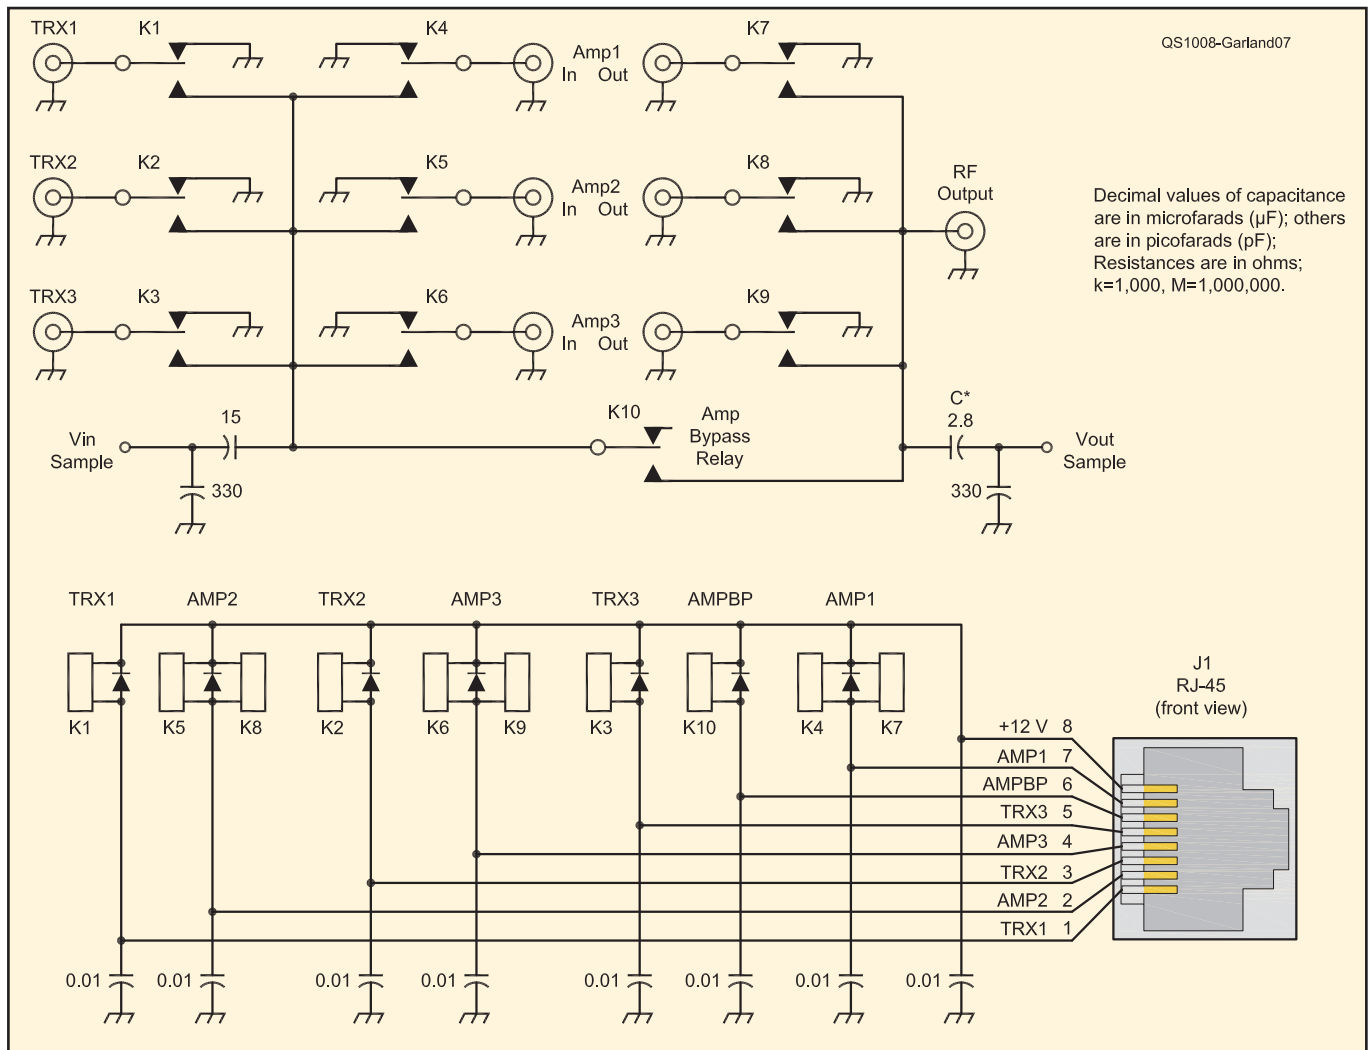 TRX1 K1 K4 Amp1 K7
In Out
QS1008-Garland07
TRX2 K2 K5 Amp2 K8
In Out
RF
Output
Decimal values of capacitance
are in microfarads (µF); others
are in picofarads (pF);
Resistances are in ohms;
k=1,000, M=1,000,000.
TRX3 K3 K6 Amp3 K9
In Out
15
Vin
Sample
330
K10
Amp
Bypass
Relay
C*
2.8
Vout
Sample
330
TRX1 AMP2 TRX2 AMP3 TRX3 AMPBP AMP1
K1 K5 K8 K2 K6 K9 K3 K10 K4 K7
J1
RJ-45
(front view)
+12 V 8
AMP1 7
AMPBP 6
TRX3 5
AMP3 4
TRX2 3
AMP2 2
TRX1 1
0.01 0.01 0.01 0.01 0.01 0.01 0.01 0.01